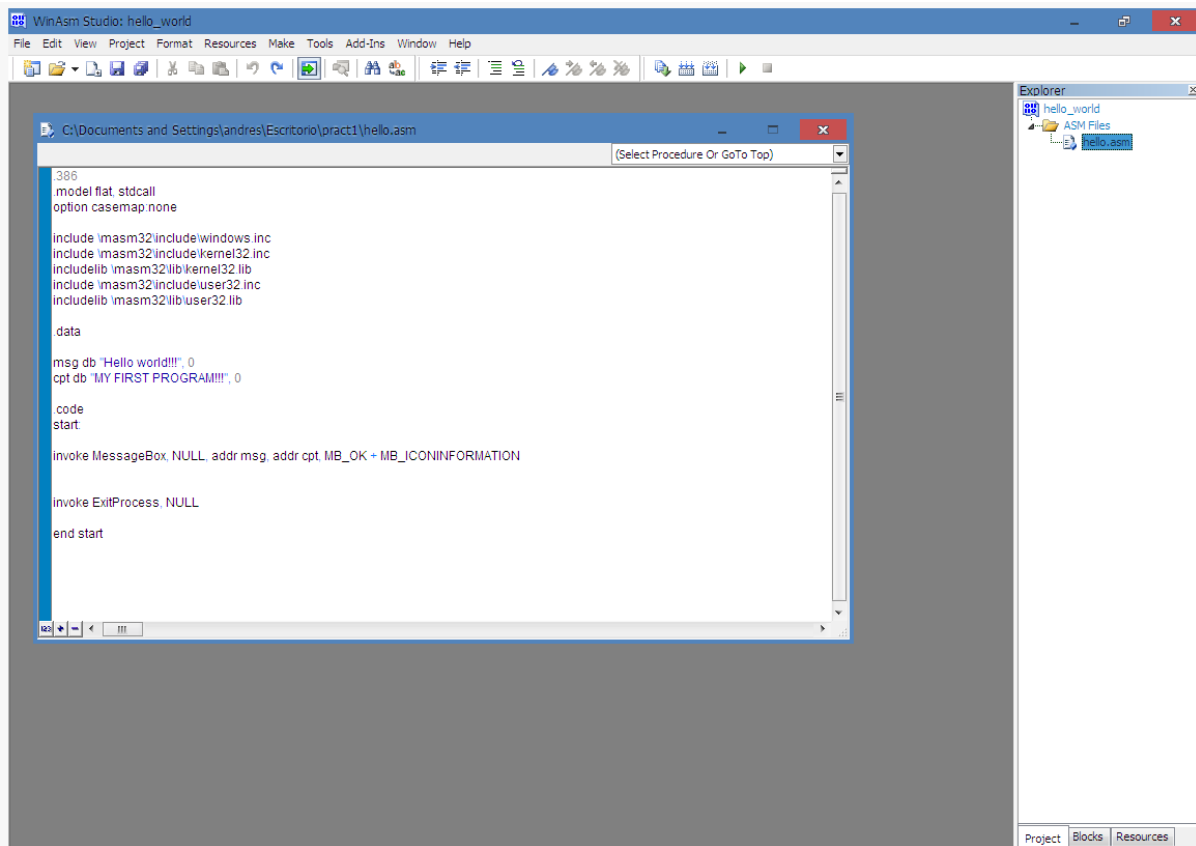 WinAsm Studio: hello_world
File Edit View Project Format Resources Make Tools Add-Ins Window Help
C:\Documents and Settings\andres\Escritorio\pract1\hello.asm
(Select Procedure Or GoTo Top)
.386
.model flat, stdcall
option casemap:none
include \masm32\include\windows.inc
include \masm32\include\kernel32.inc
includelib \masm32\lib\kernel32.lib
include \masm32\include\user32.inc
includelib \masm32\lib\user32.lib
.data
msg db "Hello world!!!", 0
cpt db "MY FIRST PROGRAM!!!", 0
.code
start:
invoke MessageBox, NULL, addr msg, addr cpt, MB_OK + MB_ICONINFORMATION
invoke ExitProcess, NULL
end start
123
Explorer
hello_world
ASM Files
hello.asm
Project Blocks Resources